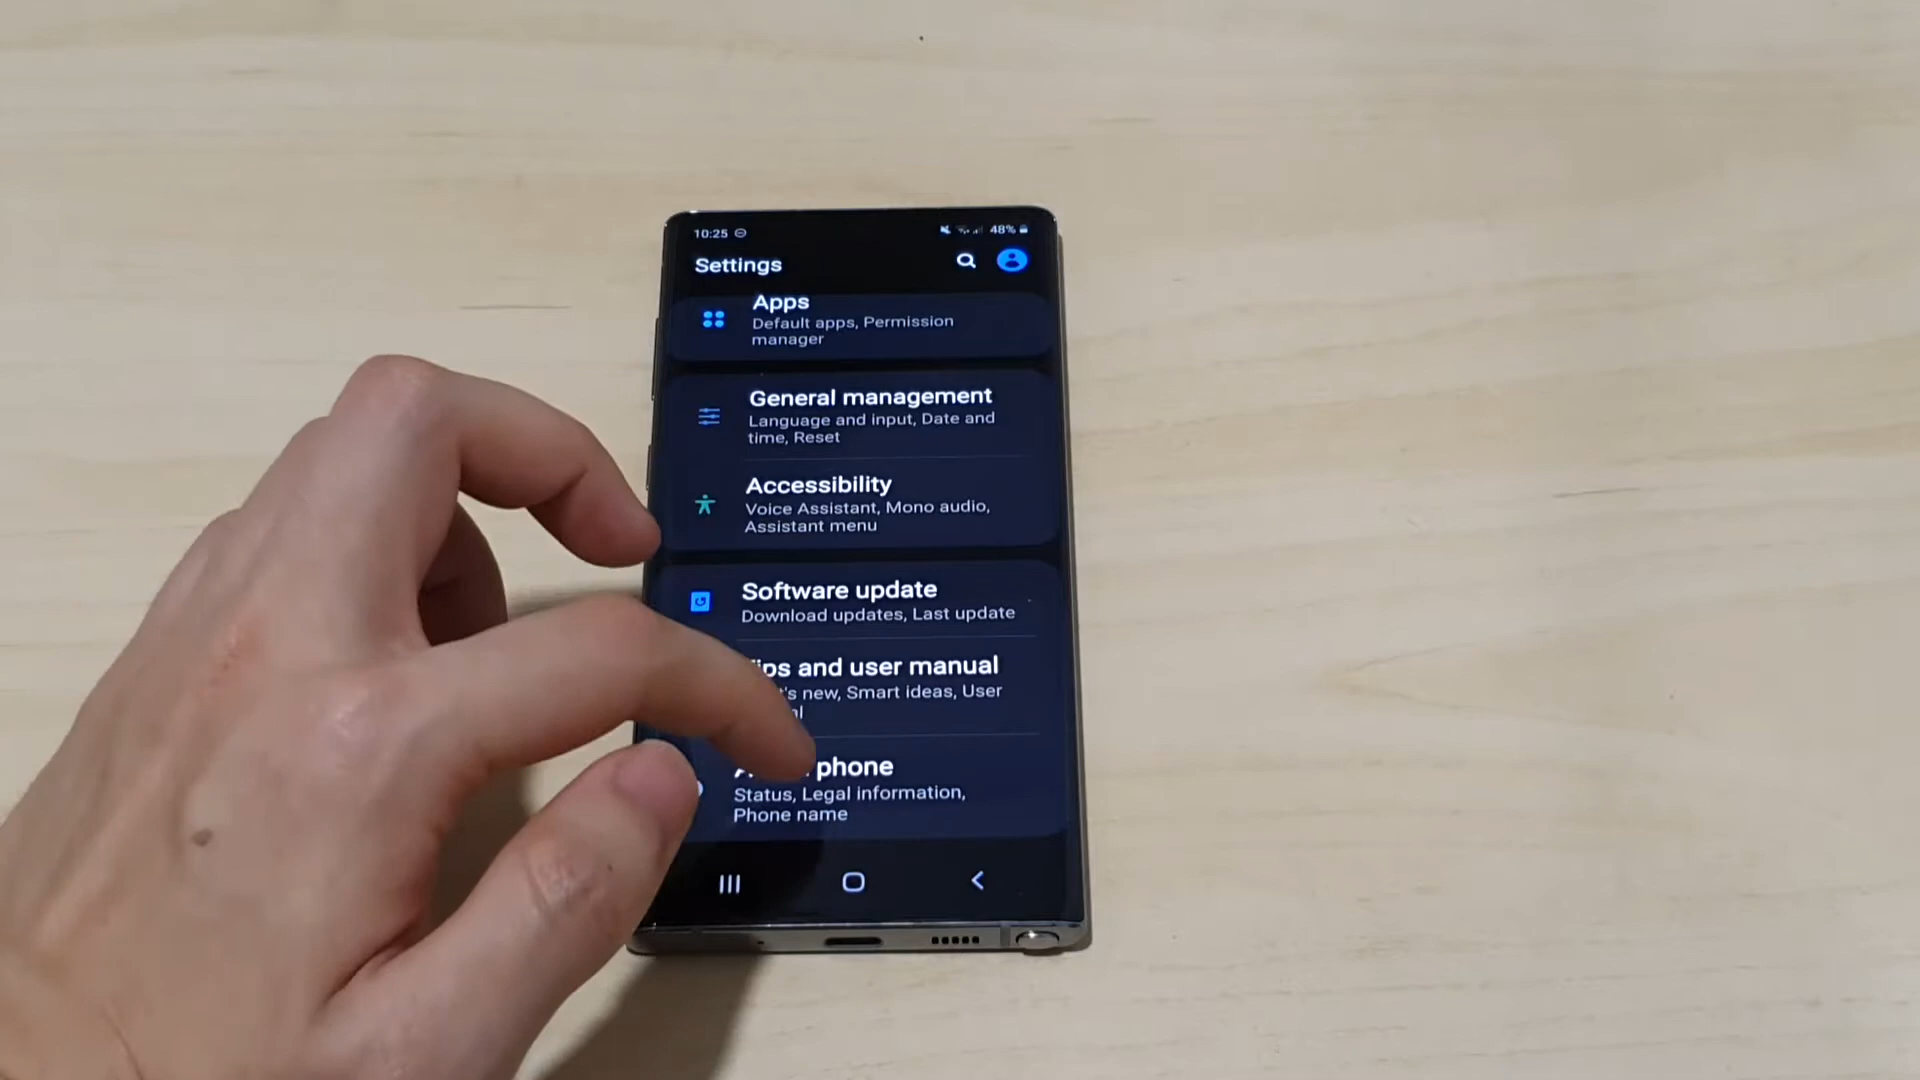 10:25
48%
Settings
Apps
Default apps, Permission
manager
General management
Language and input, Date and
time, Reset
Accessibility
Voice Assistant, Mono audio,
Assistant menu
Software update
Download updates, Last update
and user manual
new, Smart ideas, User
phone
Status, Legal information,
Phone name